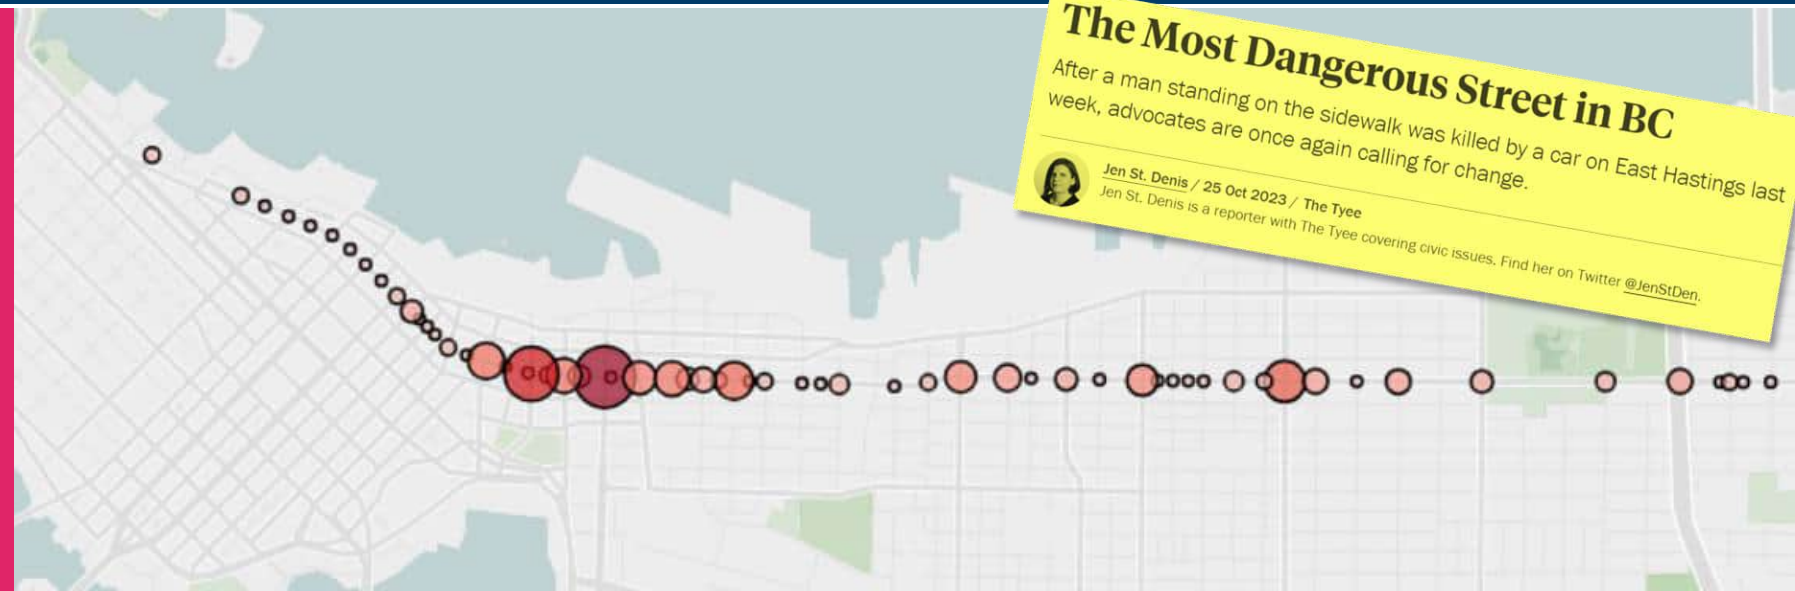 The Most Dangerous Street in BC
After a man standing on the sidewalk was killed by a car on East Hastings last
week, advocates are once again calling for change.
Jen St. Denis / 25 Oct 2023 / The Tyee
Jen St. Denis is a reporter with The Tyee covering civic issues. Find her on Twitter @JenStDen.